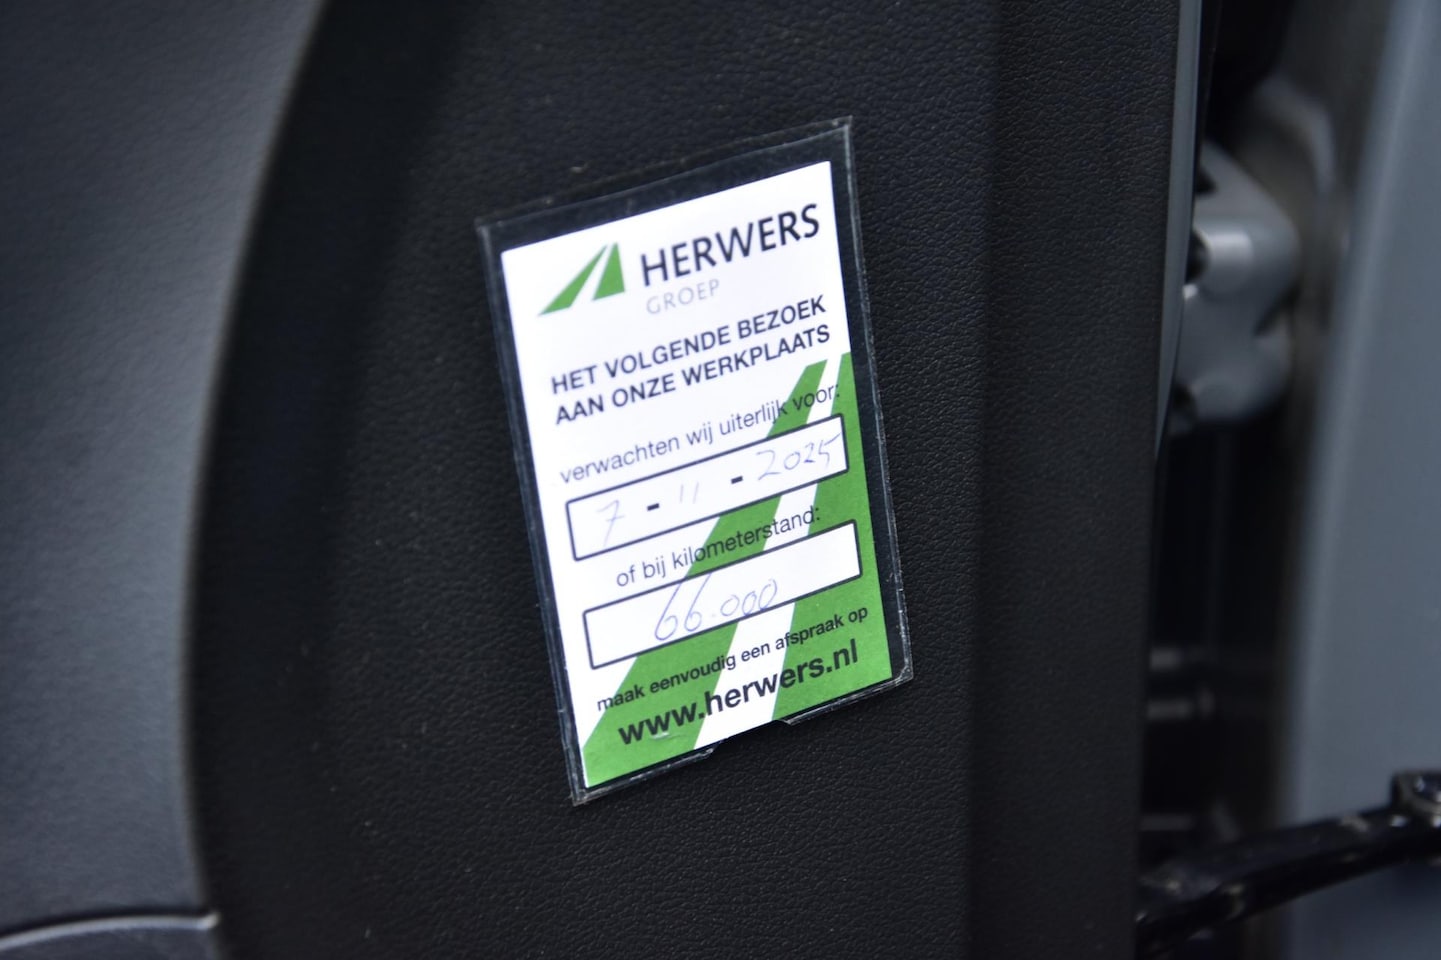 HERWERS
GROEP
HET VOLGENDE BEZOEK
AAN ONZE WERKPLAATS
verwachten wij uiterlijk voor:
7 - 11 - 2025
of bij kilometerstand:
66.000
maak eenvoudig een afspraak op
www.herwers.nl